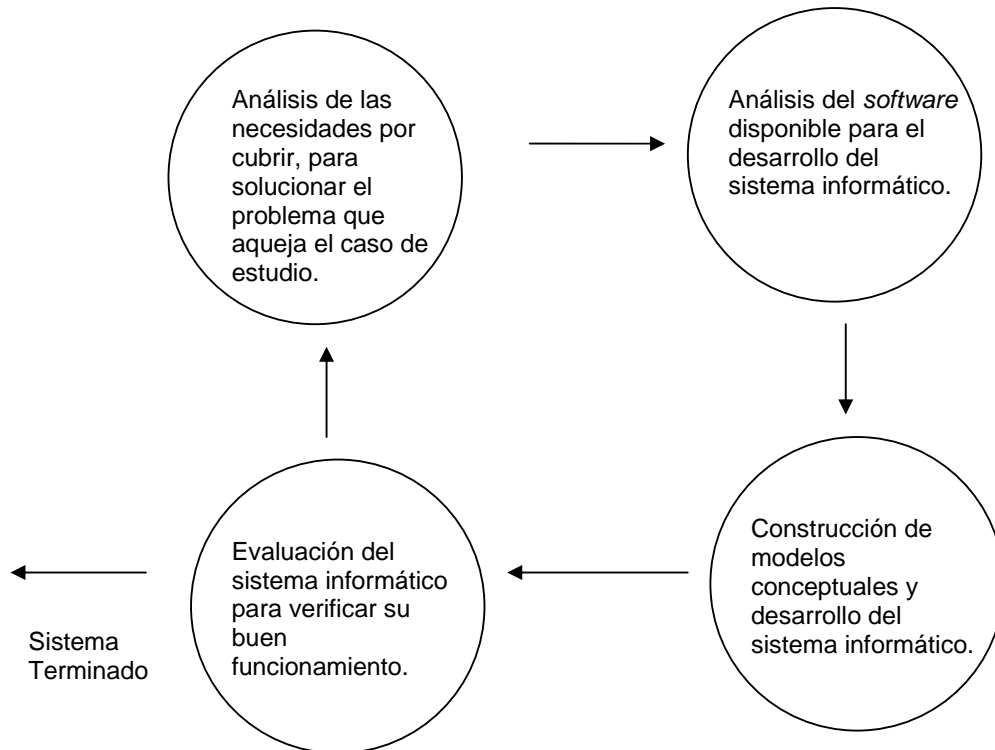 Análisis de las
necesidades por
cubrir, para
solucionar el
problema que
aqueja el caso de
estudio.
Análisis del software
disponible para el
desarrollo del
sistema informático.
Construcción de
modelos
conceptuales y
desarrollo del
sistema informático.
Evaluación del
sistema informático
para verificar su
buen
funcionamiento.
Sistema
Terminado